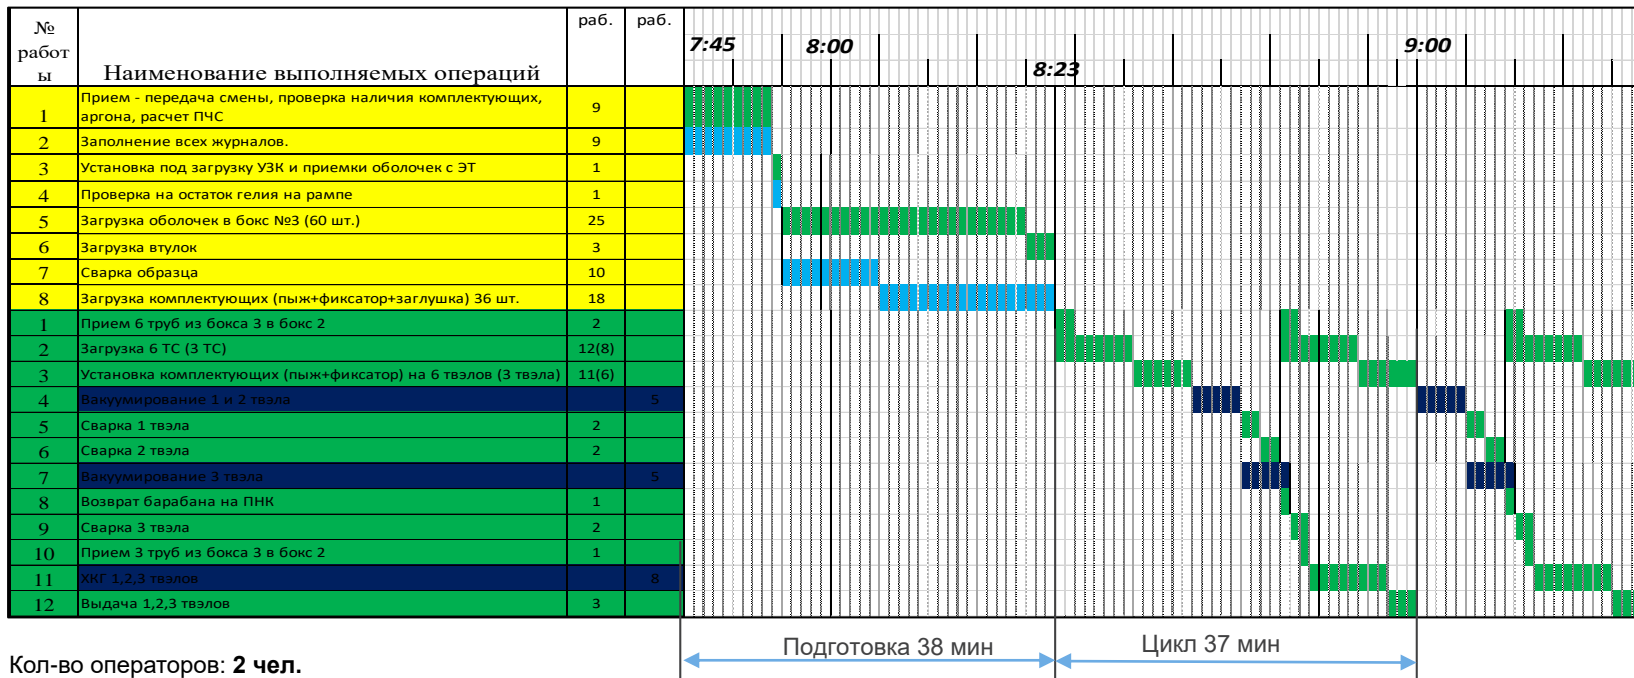 № работы
Наименование выполняемых операций
раб.
раб.
7:45
8:00
9:00
8:23
1 Прием - передача смены, проверка наличия комплектующих,
аргона, расчет ПЧС 9
2 Заполнение всех журналов. 9
3 Установка под загрузку УЗК и приемки оболочек с ЭТ 1
4 Проверка на остаток гелия на рампе 1
5 Загрузка оболочек в бокс №3 (60 шт.) 25
6 Загрузка втулок 3
7 Сварка образца 10
8 Загрузка комплектующих (пыж+фиксатор+заглушка) 36 шт. 18
1 Прием 6 труб из бокса 3 в бокс 2 2
2 Загрузка 6 ТС (3 ТС) 12(8)
3 Установка комплектующих (пыж+фиксатор) на 6 твэлов (3 твэла) 11(6)
4 Вакуумирование 1 и 2 твэла 5
5 Сварка 1 твэла 2
6 Сварка 2 твэла 2
7 Вакуумирование 3 твэла 5
8 Возврат барабана на ПНК 1
9 Сварка 3 твэла 2
10 Прием 3 труб из бокса 3 в бокс 2 1
11 ХКГ 1,2,3 твэлов 8
12 Выдача 1,2,3 твэлов 3
Подготовка 38 мин
Цикл 37 мин
Кол-во операторов: 2 чел.